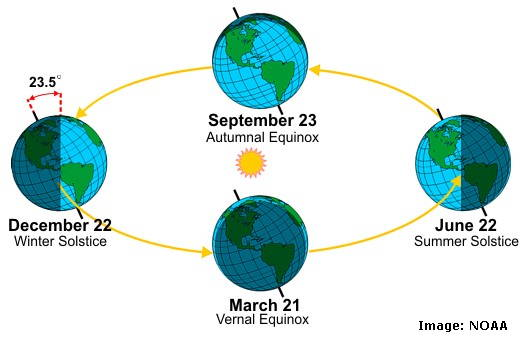 23.5°
September 23
Autumnal Equinox
December 22
Winter Solstice
June 22
Summer Solstice
March 21
Vernal Equinox
Image: NOAA